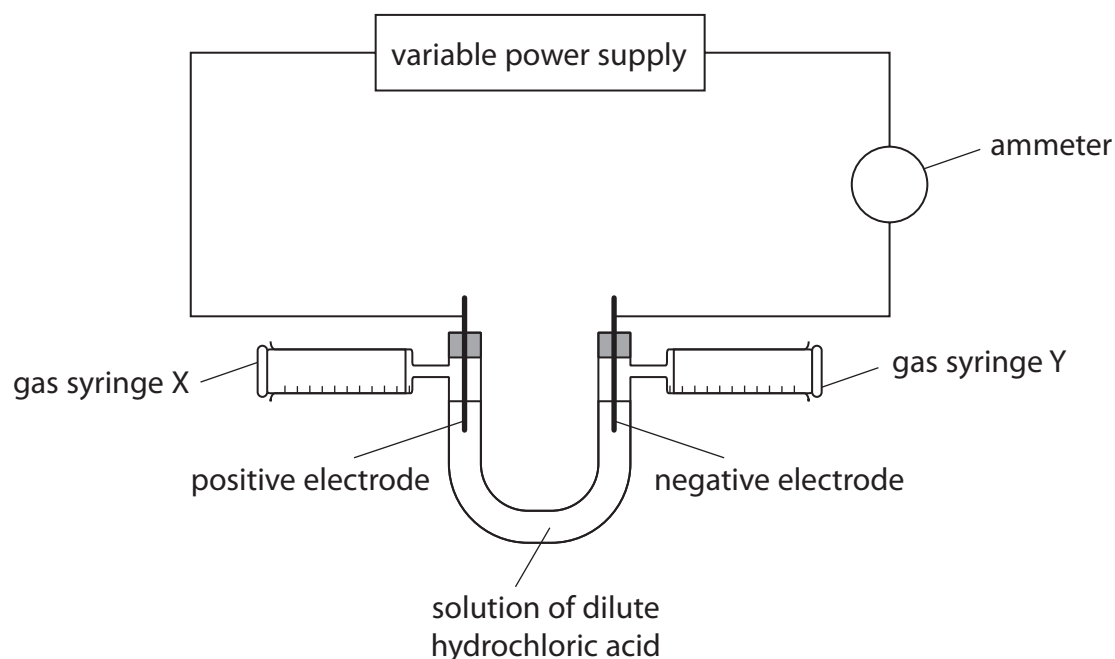 variable power supply
ammeter
gas syringe X
gas syringe Y
positive electrode
negative electrode
solution of dilute
hydrochloric acid